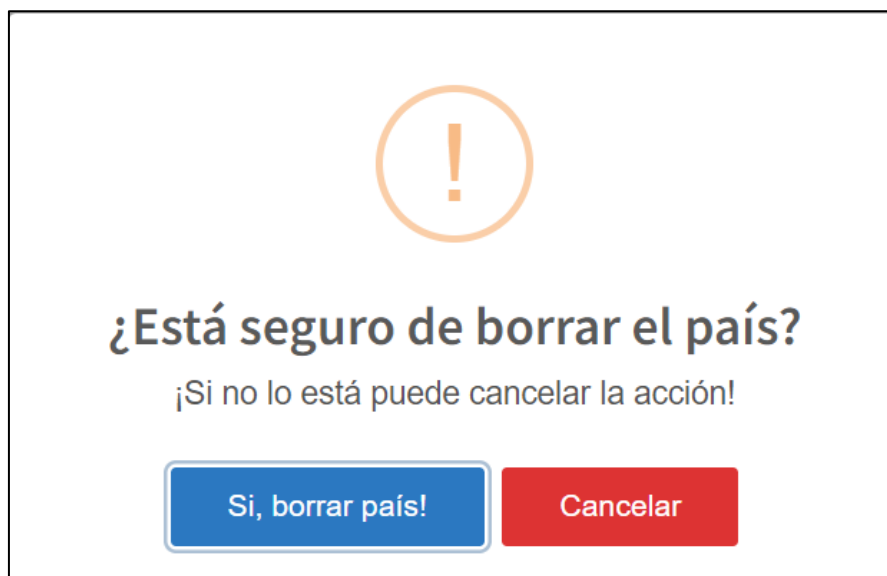 !
¿Está seguro de borrar el país?
¡Si no lo está puede cancelar la acción!
Si, borrar país! Cancelar